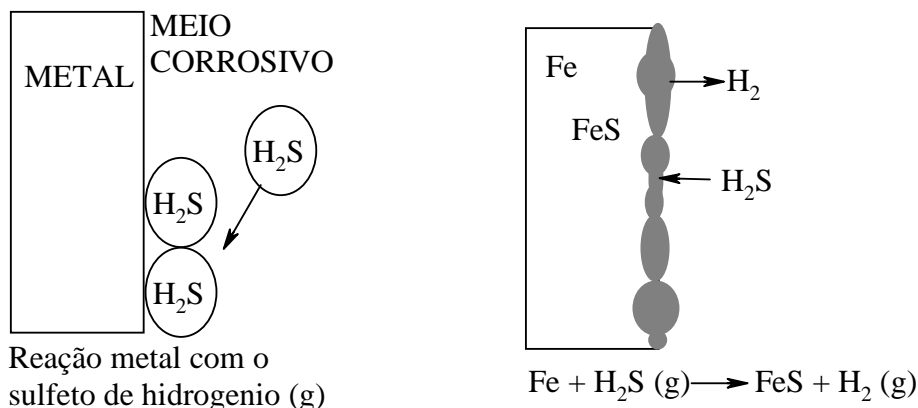 MEIO
CORROSIVO
METAL
H₂S
H₂S
H₂S
Reação metal com o
sulfeto de hidrogenio (g)
Fe
H₂
FeS
H₂S
Fe + H₂S (g) → FeS + H₂ (g)